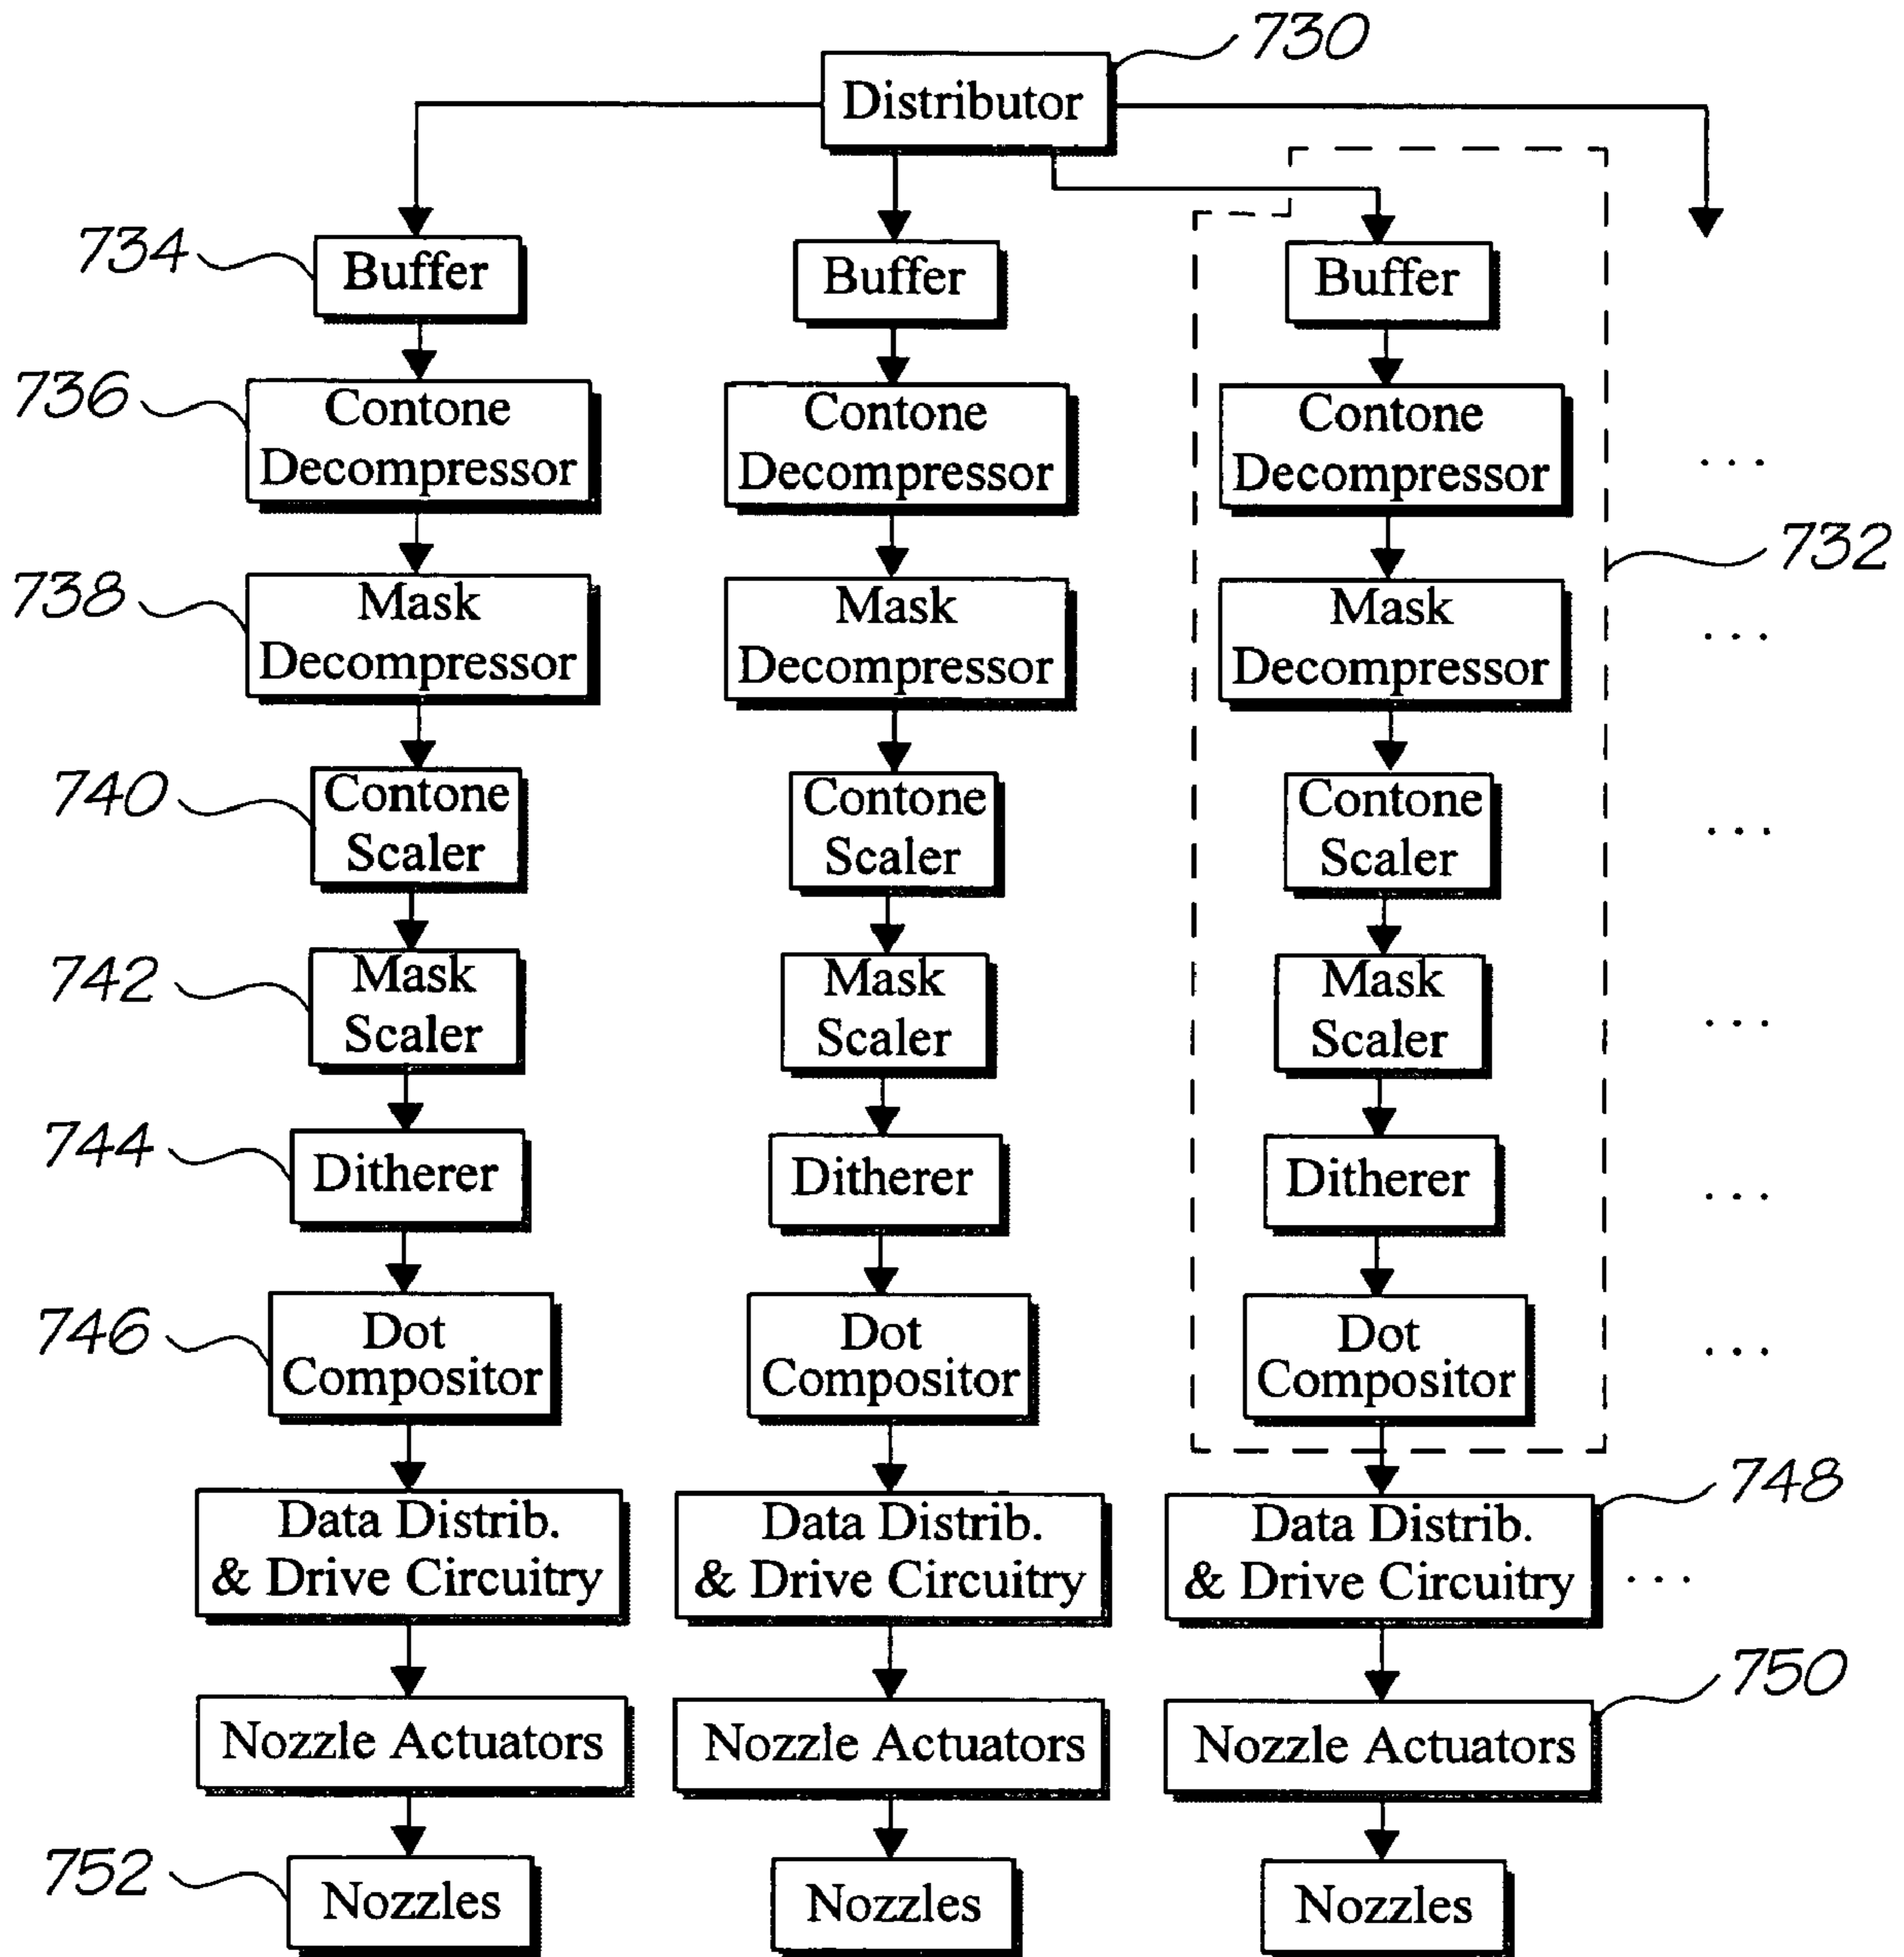 730
Distributor
734
Buffer
Buffer
Buffer
736
Contone
Decompressor
Contone
Decompressor
Contone
Decompressor
...
732
738
Mask
Decompressor
Mask
Decompressor
Mask
Decompressor
...
740
Contone
Scaler
Contone
Scaler
Contone
Scaler
...
742
Mask
Scaler
Mask
Scaler
Mask
Scaler
...
744
Ditherer
Ditherer
Ditherer
...
746
Dot
Compositor
Dot
Compositor
Dot
Compositor
...
Data Distrib.
& Drive Circuitry
Data Distrib.
& Drive Circuitry
Data Distrib.
& Drive Circuitry
748
...
Nozzle Actuators
Nozzle Actuators
Nozzle Actuators
750
752
Nozzles
Nozzles
Nozzles